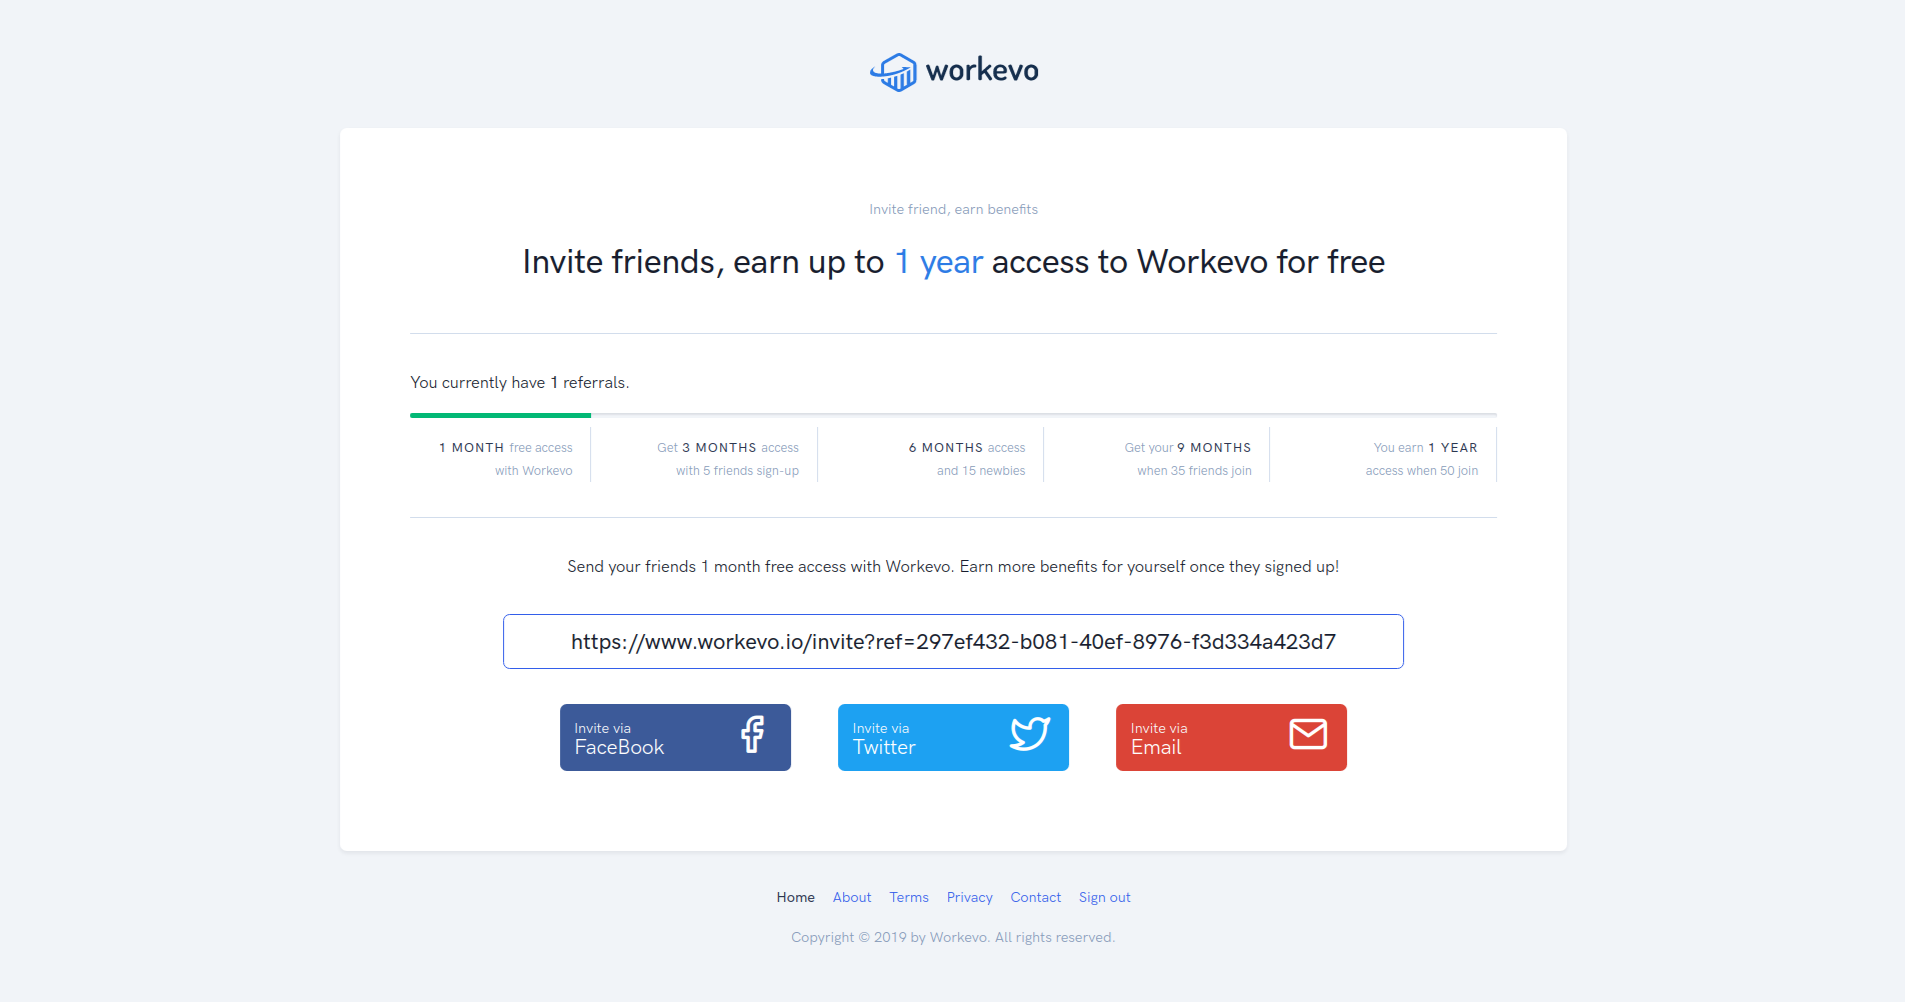 workevo
Invite friend, earn benefits
Invite friends, earn up to 1 year access to Workevo for free
You currently have 1 referrals.
1 MONTH free access
with Workevo
Get 3 MONTHS access
with 5 friends sign-up
6 MONTHS access
and 15 newbies
Get your 9 MONTHS
when 35 friends join
You earn 1 YEAR
access when 50 join
Send your friends 1 month free access with Workevo. Earn more benefits for yourself once they signed up!
https://www.workevo.io/invite?ref=297ef432-b081-40ef-8976-f3d334a423d7
Invite via
FaceBook
Invite via
Twitter
Invite via
Email
Home About Terms Privacy Contact Sign out
Copyright © 2019 by Workevo. All rights reserved.